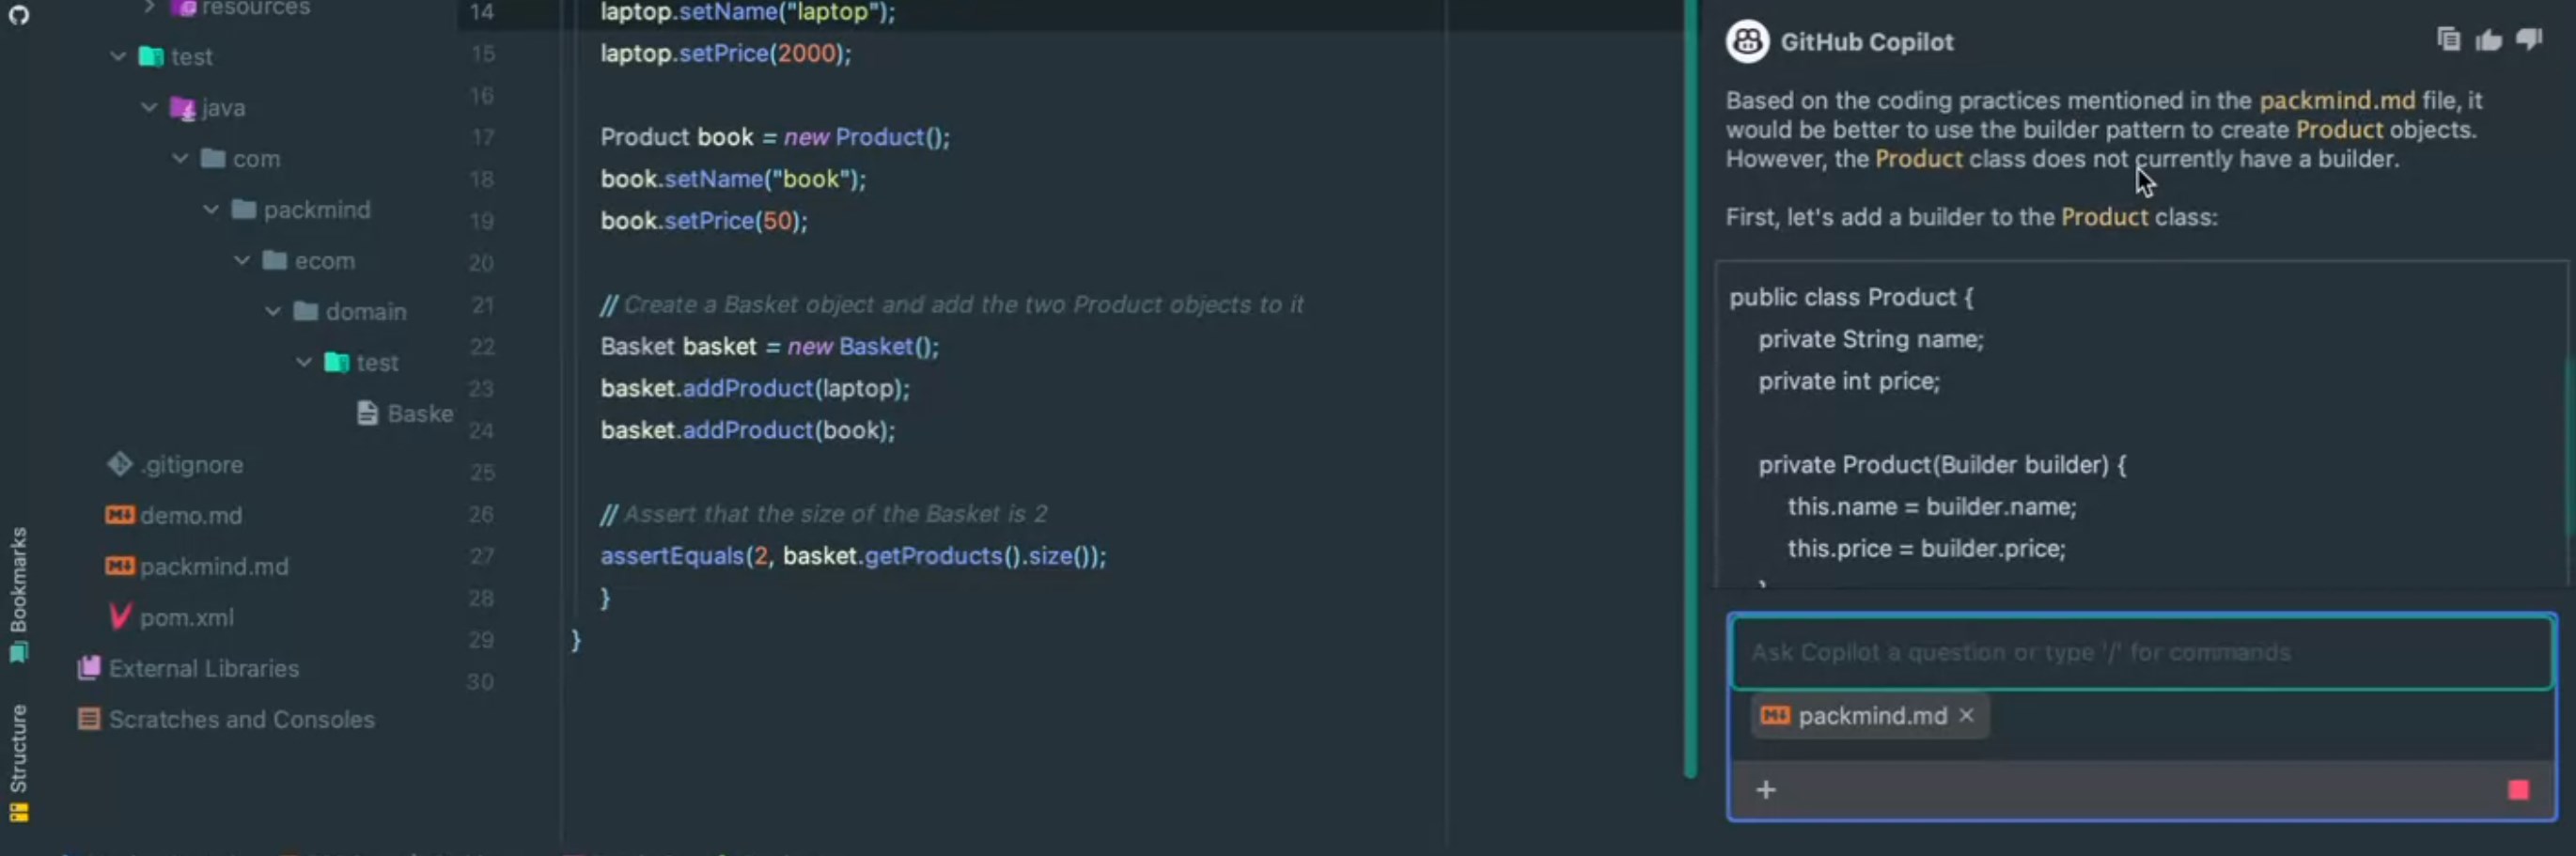 resources
test
java
com
packmind
ecom
domain
test
Baske
.gitignore
demo.md
packmind.md
pom.xml
External Libraries
Scratches and Consoles
Bookmarks
Structure
14 laptop.setName("laptop");
15 laptop.setPrice(2000);
16
17 Product book = new Product();
18 book.setName("book");
19 book.setPrice(50);
20
21 // Create a Basket object and add the two Product objects to it
22 Basket basket = new Basket();
23 basket.addProduct(laptop);
24 basket.addProduct(book);
25
26 // Assert that the size of the Basket is 2
27 assertEquals(2, basket.getProducts().size());
28 }
29 }
30
GitHub Copilot
Based on the coding practices mentioned in the packmind.md file, it
would be better to use the builder pattern to create Product objects.
However, the Product class does not currently have a builder.
First, let's add a builder to the Product class:
public class Product {
private String name;
private int price;
private Product(Builder builder) {
this.name = builder.name;
this.price = builder.price;
Ask Copilot a question or type '/' for commands
packmind.md